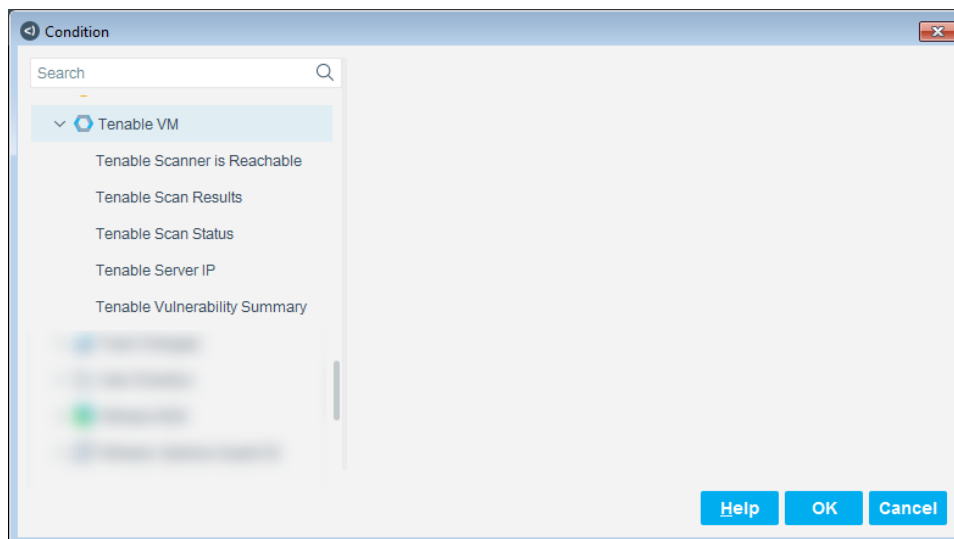 Condition
Search
Tenable VM
Tenable Scanner is Reachable
Tenable Scan Results
Tenable Scan Status
Tenable Server IP
Tenable Vulnerability Summary
Help OK Cancel